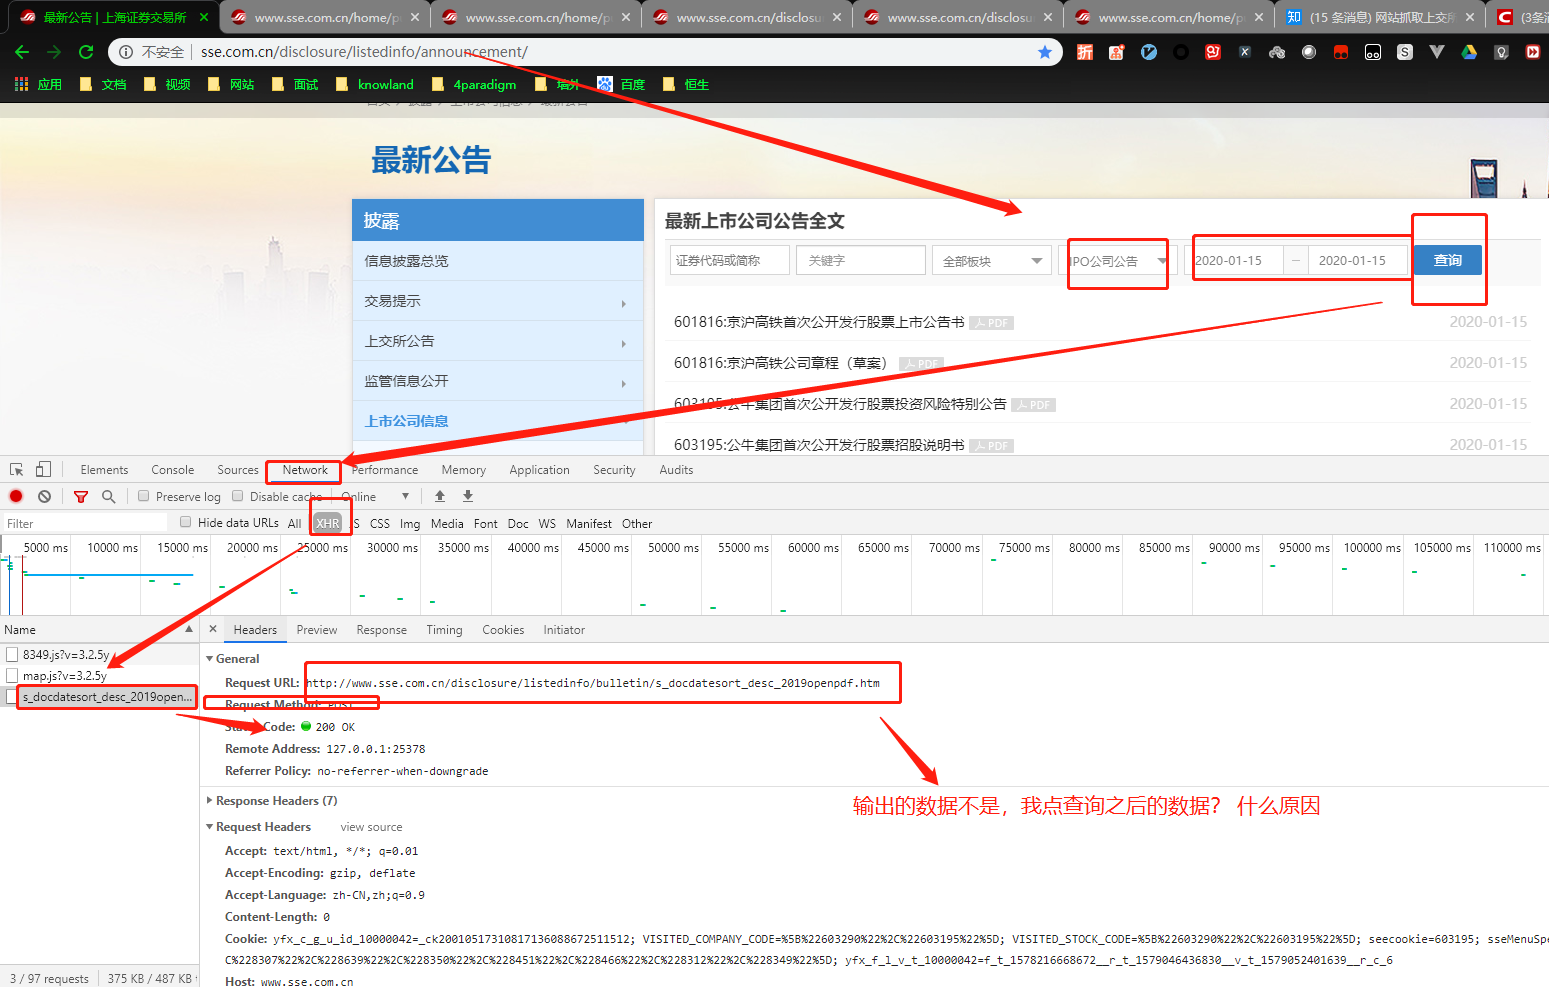 最新公告 | 上海证券交易所
www.sse.com.cn/home/p
www.sse.com.cn/home/p
www.sse.com.cn/disclosu
www.sse.com.cn/disclosu
www.sse.com.cn/home/p
知 (15 条消息) 网站抓取上交所
C (3条消
不安全 sse.com.cn/disclosure/listedinfo/announcement/
应用 文档 视频 网站 面试 knowland 4paradigm 墙外 百度 恒生
首页 披露 上市公司信息 最新公告
最新公告
披露
信息披露总览
交易提示
上交所公告
监管信息公开
上市公司信息
最新上市公司公告全文
证券代码或简称 关键字 全部板块 IPO公司公告 2020-01-15 – 2020-01-15 查询
601816:京沪高铁首次公开发行股票上市公告书 PDF 2020-01-15
601816:京沪高铁公司章程（草案） PDF 2020-01-15
603195:公牛集团首次公开发行股票投资风险特别公告 PDF 2020-01-15
603195:公牛集团首次公开发行股票招股说明书 PDF 2020-01-15
Elements Console Sources Network Performance Memory Application Security Audits
Preserve log Disable cache Online
Filter Hide data URLs All XHR JS CSS Img Media Font Doc WS Manifest Other
5000 ms 10000 ms 15000 ms 20000 ms 25000 ms 30000 ms 35000 ms 40000 ms 45000 ms 50000 ms 55000 ms 60000 ms 65000 ms 70000 ms 75000 ms 80000 ms 85000 ms 90000 ms 95000 ms 100000 ms 105000 ms 110000 ms
Name
8349.js?v=3.2.5y
map.js?v=3.2.5y
s_docdatesort_desc_2019open...
Headers Preview Response Timing Cookies Initiator
General
Request URL: http://www.sse.com.cn/disclosure/listedinfo/bulletin/s_docdatesort_desc_2019openpdf.htm
Request Method: POST
Status Code: 200 OK
Remote Address: 127.0.0.1:25378
Referrer Policy: no-referrer-when-downgrade
输出的数据不是，我点查询之后的数据？ 什么原因
Response Headers (7)
Request Headers view source
Accept: text/html, */*; q=0.01
Accept-Encoding: gzip, deflate
Accept-Language: zh-CN,zh;q=0.9
Content-Length: 0
Cookie: yfx_c_g_u_id_10000042=_ck20010517310817136088672511512; VISITED_COMPANY_CODE=%5B%22603290%22%2C%22603195%22%5D; VISITED_STOCK_CODE=%5B%22603290%22%2C%22603195%22%5D; seecookie=603195; sseMenuSpe
C%228307%22%2C%228639%22%2C%228350%22%2C%228451%22%2C%228466%22%2C%228312%22%2C%228349%22%5D; yfx_f_l_v_t_10000042=f_t_1578216668672__r_t_1579046436830__v_t_1579052401639__r_c_6
Host: www.sse.com.cn
3 / 97 requests 375 KB / 487 KB